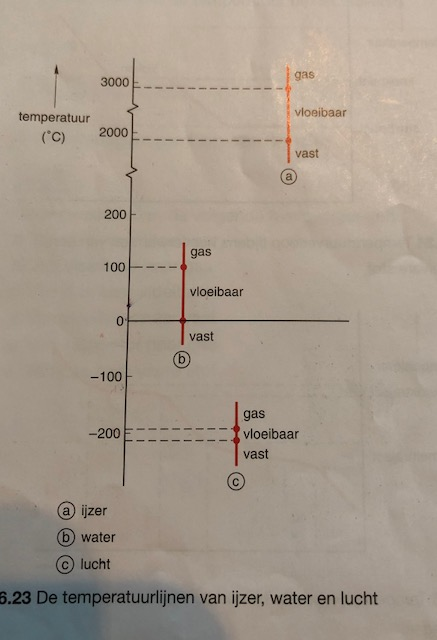 gas
3000
vloeibaar
temperatuur
2000
(°C)
vast
a
200
gas
100
vloeibaar
0
vast
b
-100
gas
-200
vloeibaar
vast
c
a ijzer
b water
c lucht
6.23 De temperatuurlijnen van ijzer, water en lucht